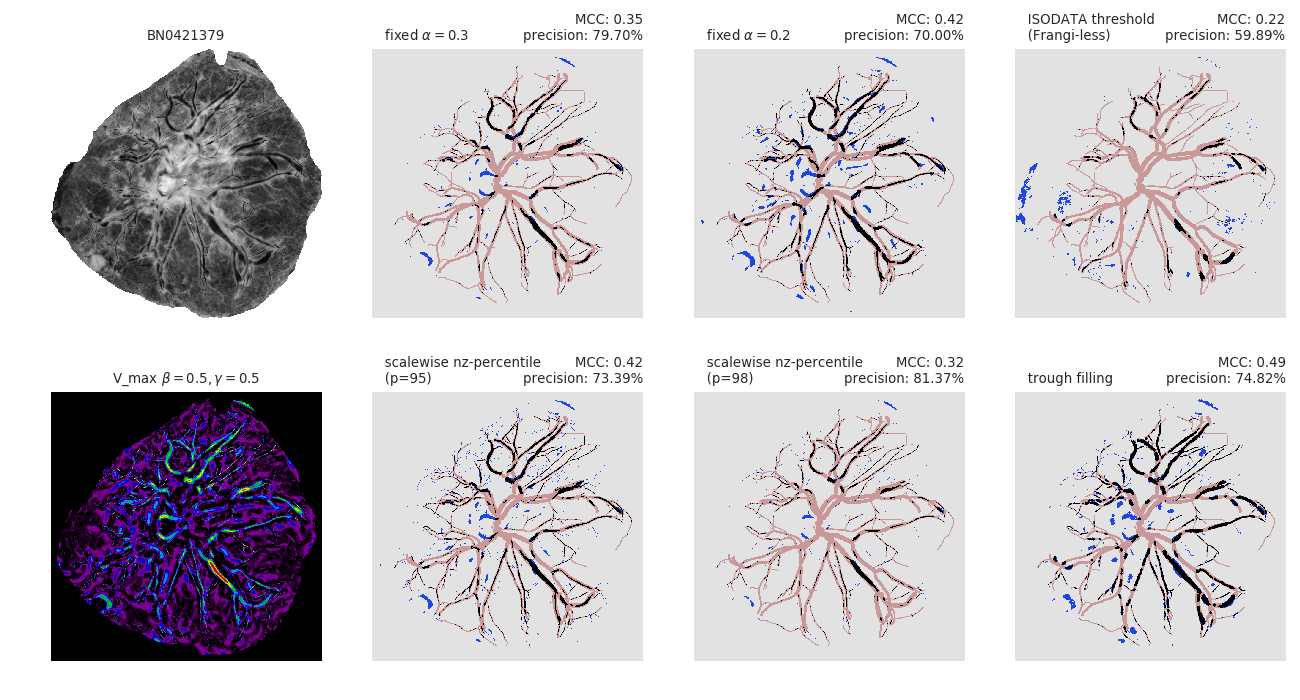 BN0421379
fixed α = 0.3
MCC: 0.35
precision: 79.70%
fixed α = 0.2
MCC: 0.42
precision: 70.00%
ISODATA threshold
(Frangi-less)
MCC: 0.22
precision: 59.89%
V_max β = 0.5, γ = 0.5
scalewise nz-percentile
(p=95)
MCC: 0.42
precision: 73.39%
scalewise nz-percentile
(p=98)
MCC: 0.32
precision: 81.37%
trough filling
MCC: 0.49
precision: 74.82%